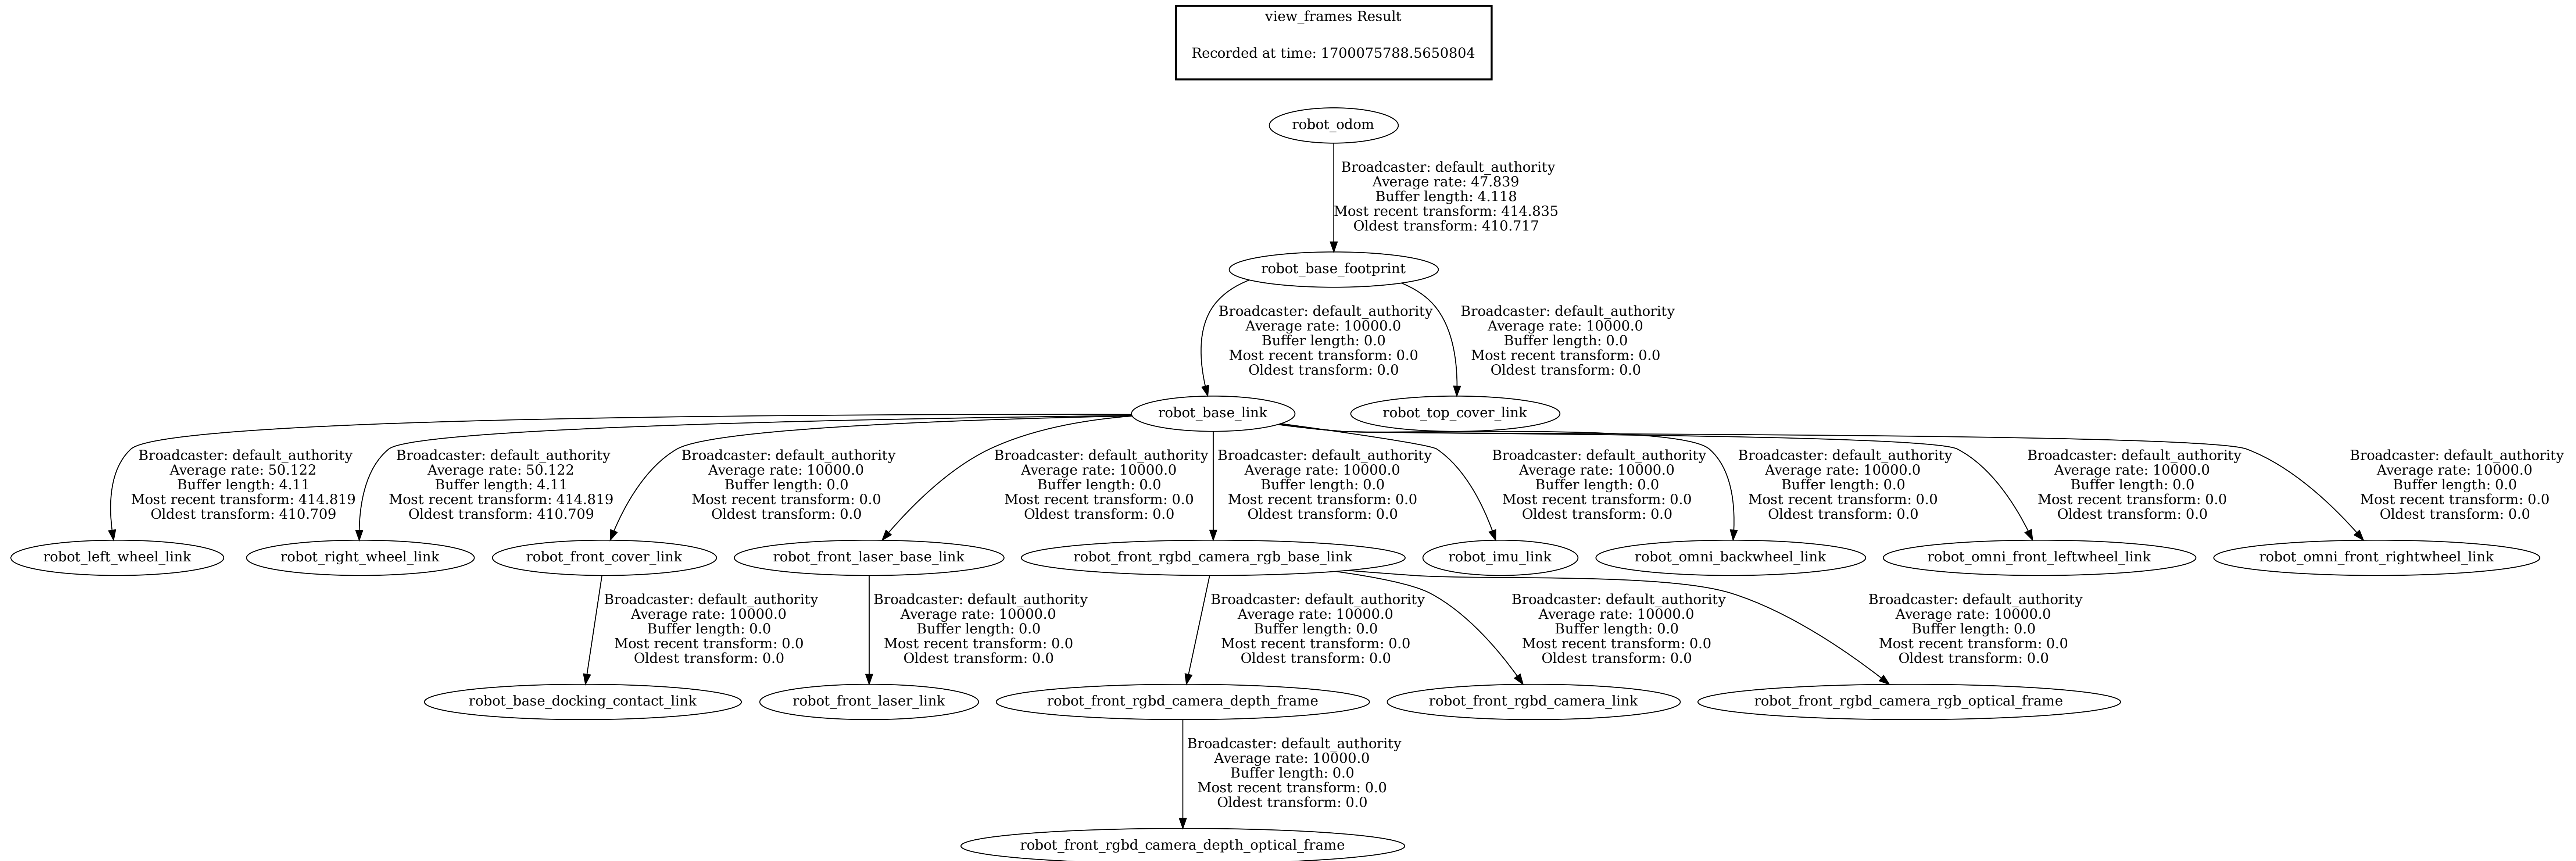 view_frames Result
Recorded at time: 1700075788.5650804
robot_odom
Broadcaster: default_authority
Average rate: 47.839
Buffer length: 4.118
Most recent transform: 414.835
Oldest transform: 410.717
robot_base_footprint
Broadcaster: default_authority
Average rate: 10000.0
Buffer length: 0.0
Most recent transform: 0.0
Oldest transform: 0.0
Broadcaster: default_authority
Average rate: 10000.0
Buffer length: 0.0
Most recent transform: 0.0
Oldest transform: 0.0
robot_base_link
robot_top_cover_link
Broadcaster: default_authority
Average rate: 50.122
Buffer length: 4.11
Most recent transform: 414.819
Oldest transform: 410.709
Broadcaster: default_authority
Average rate: 50.122
Buffer length: 4.11
Most recent transform: 414.819
Oldest transform: 410.709
Broadcaster: default_authority
Average rate: 10000.0
Buffer length: 0.0
Most recent transform: 0.0
Oldest transform: 0.0
Broadcaster: default_authority
Average rate: 10000.0
Buffer length: 0.0
Most recent transform: 0.0
Oldest transform: 0.0
Broadcaster: default_authority
Average rate: 10000.0
Buffer length: 0.0
Most recent transform: 0.0
Oldest transform: 0.0
Broadcaster: default_authority
Average rate: 10000.0
Buffer length: 0.0
Most recent transform: 0.0
Oldest transform: 0.0
Broadcaster: default_authority
Average rate: 10000.0
Buffer length: 0.0
Most recent transform: 0.0
Oldest transform: 0.0
Broadcaster: default_authority
Average rate: 10000.0
Buffer length: 0.0
Most recent transform: 0.0
Oldest transform: 0.0
Broadcaster: default_authority
Average rate: 10000.0
Buffer length: 0.0
Most recent transform: 0.0
Oldest transform: 0.0
robot_left_wheel_link
robot_right_wheel_link
robot_front_cover_link
robot_front_laser_base_link
robot_front_rgbd_camera_rgb_base_link
robot_imu_link
robot_omni_backwheel_link
robot_omni_front_leftwheel_link
robot_omni_front_rightwheel_link
Broadcaster: default_authority
Average rate: 10000.0
Buffer length: 0.0
Most recent transform: 0.0
Oldest transform: 0.0
Broadcaster: default_authority
Average rate: 10000.0
Buffer length: 0.0
Most recent transform: 0.0
Oldest transform: 0.0
Broadcaster: default_authority
Average rate: 10000.0
Buffer length: 0.0
Most recent transform: 0.0
Oldest transform: 0.0
Broadcaster: default_authority
Average rate: 10000.0
Buffer length: 0.0
Most recent transform: 0.0
Oldest transform: 0.0
Broadcaster: default_authority
Average rate: 10000.0
Buffer length: 0.0
Most recent transform: 0.0
Oldest transform: 0.0
robot_base_docking_contact_link
robot_front_laser_link
robot_front_rgbd_camera_depth_frame
robot_front_rgbd_camera_link
robot_front_rgbd_camera_rgb_optical_frame
Broadcaster: default_authority
Average rate: 10000.0
Buffer length: 0.0
Most recent transform: 0.0
Oldest transform: 0.0
robot_front_rgbd_camera_depth_optical_frame